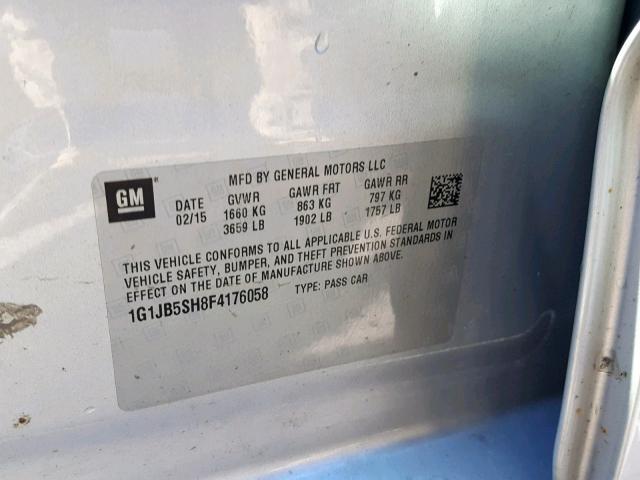 MFD BY GENERAL MOTORS LLC
GM
DATE GVWR GAWR FRT GAWR RR
02/15 1660 KG 863 KG 797 KG
3659 LB 1902 LB 1757 LB
THIS VEHICLE CONFORMS TO ALL APPLICABLE U.S. FEDERAL MOTOR
VEHICLE SAFETY, BUMPER, AND THEFT PREVENTION STANDARDS IN
EFFECT ON THE DATE OF MANUFACTURE SHOWN ABOVE.
1G1JB5SH8F4176058 TYPE: PASS CAR